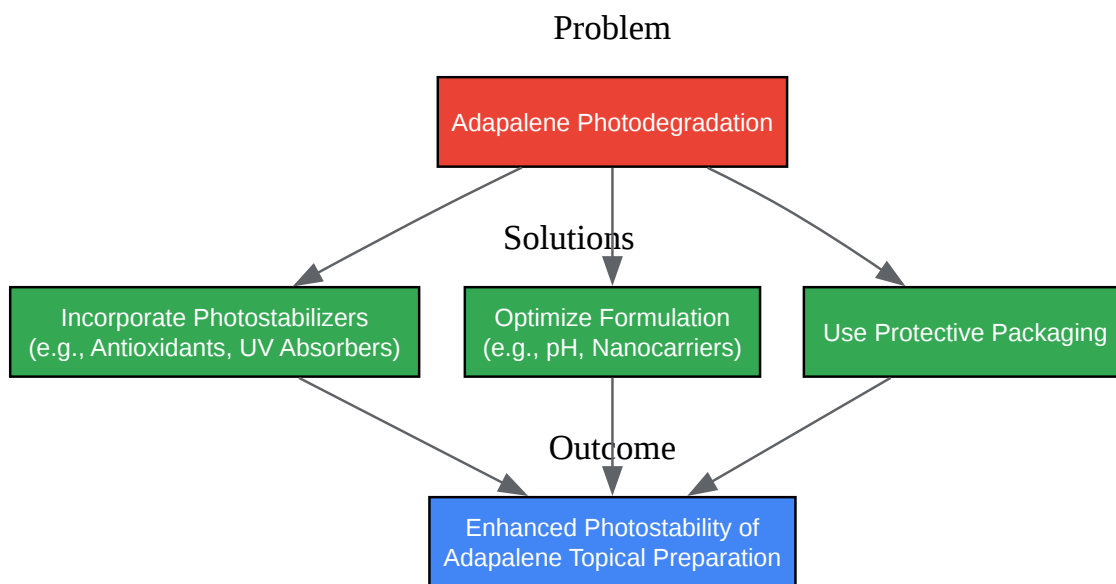 Problem
Adapalene Photodegradation
Solutions
Incorporate Photostabilizers
(e.g., Antioxidants, UV Absorbers)
Optimize Formulation
(e.g., pH, Nanocarriers)
Use Protective Packaging
Outcome
Enhanced Photostability of
Adapalene Topical Preparation